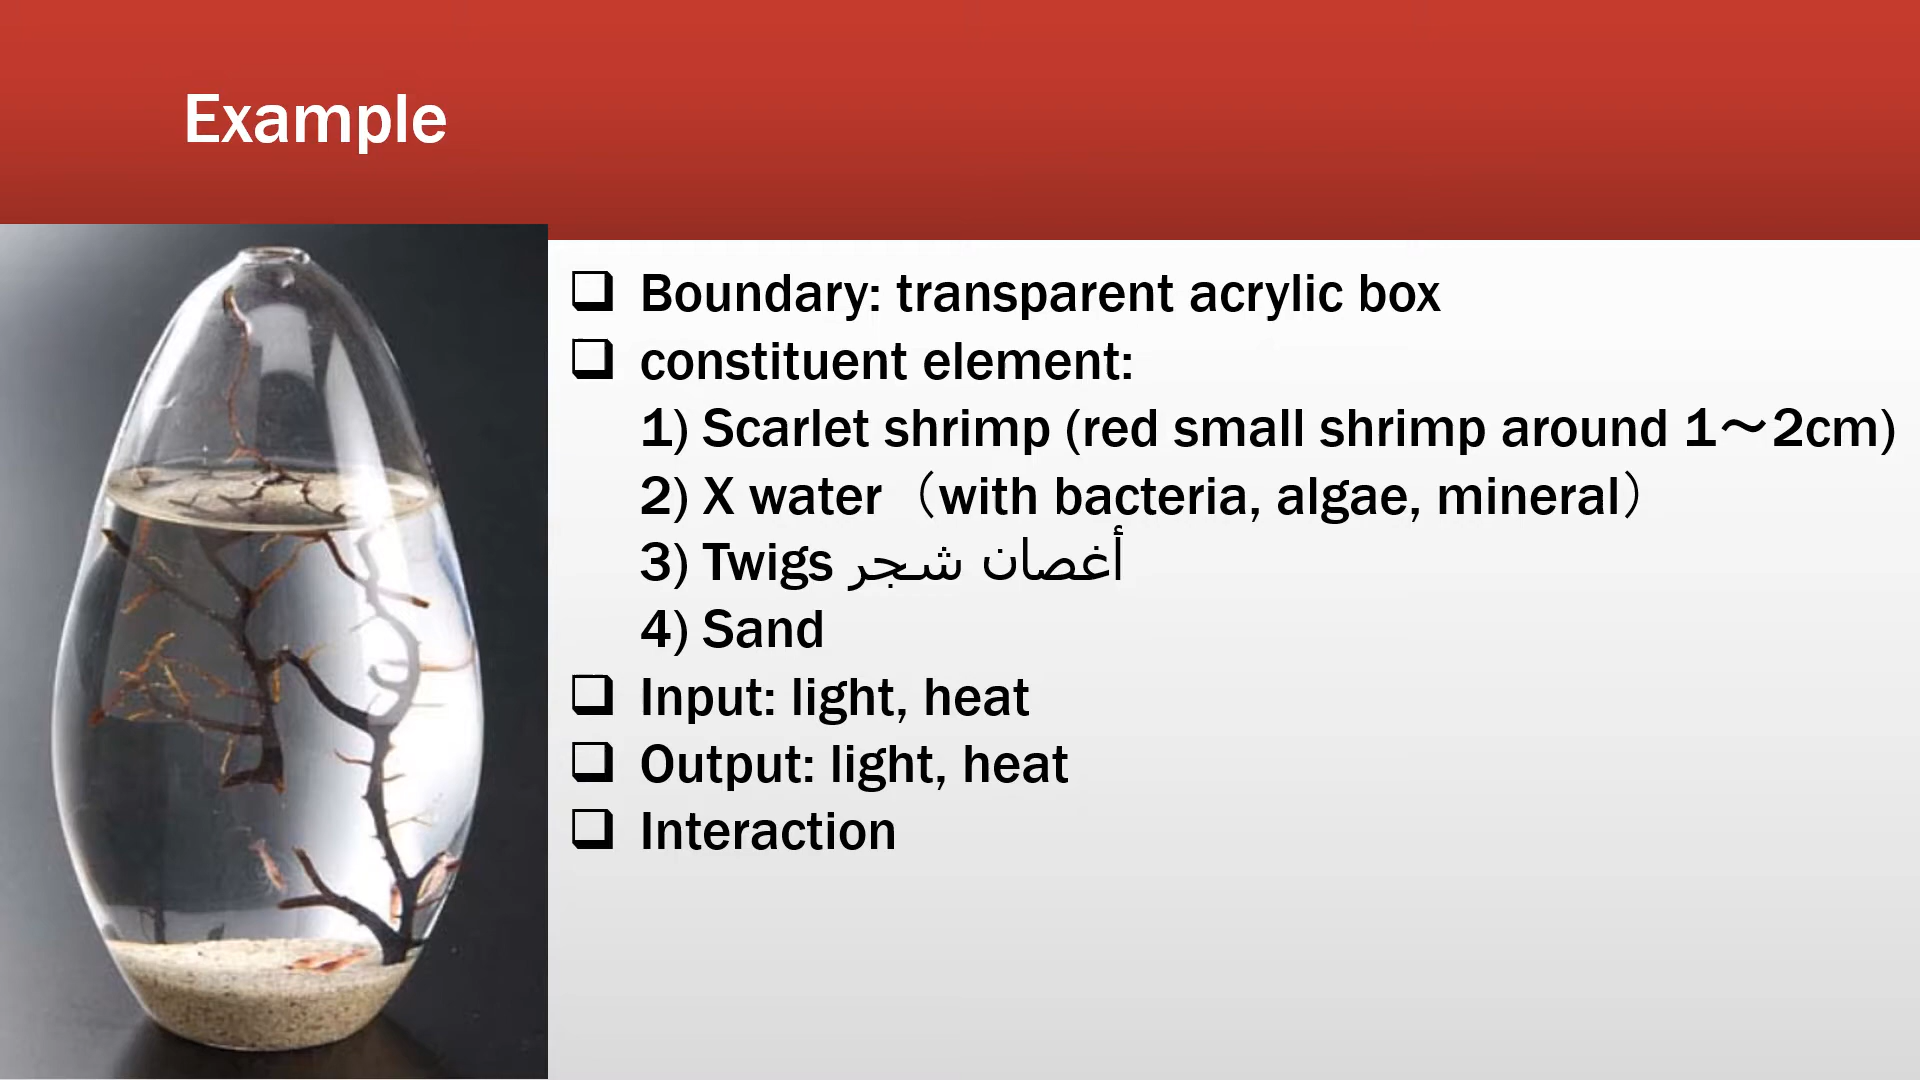 Example
❑ Boundary: transparent acrylic box
❑ constituent element:
1) Scarlet shrimp (red small shrimp around 1～2cm)
2) X water（with bacteria, algae, mineral）
3) Twigs أغصان شجر
4) Sand
❑ Input: light, heat
❑ Output: light, heat
❑ Interaction